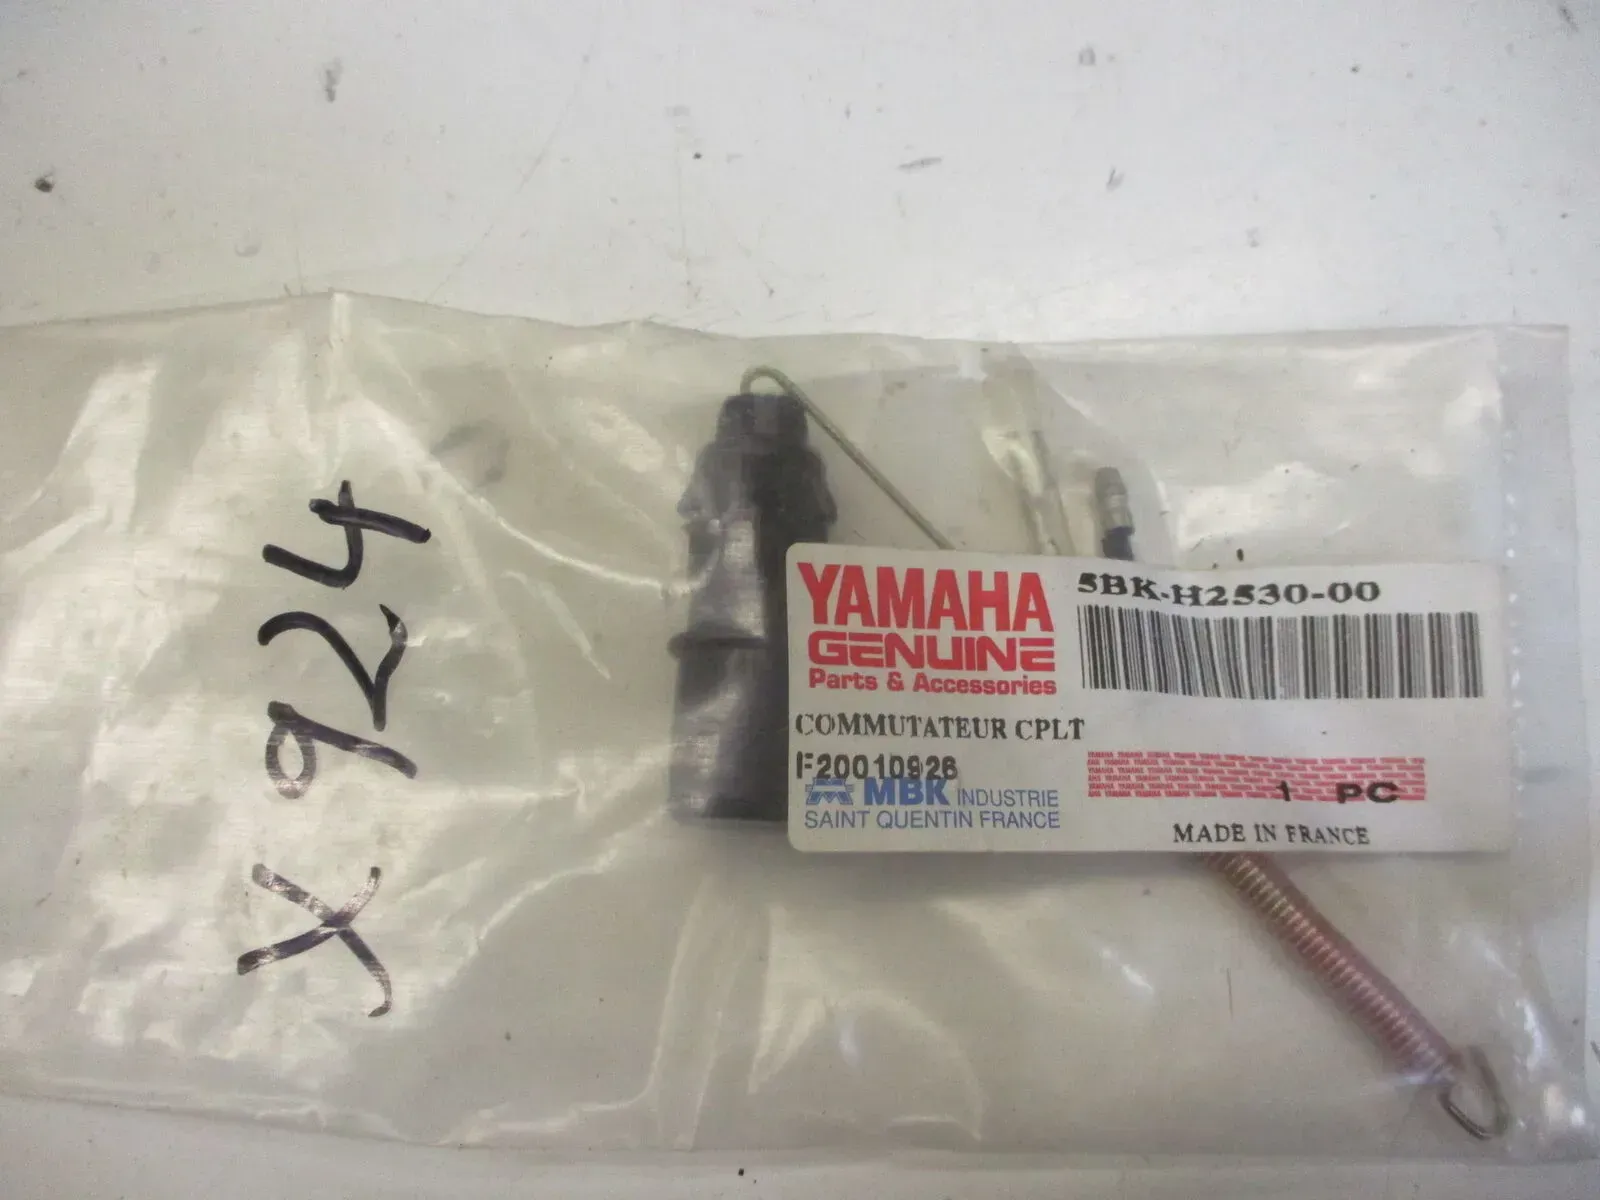 X924
YAMAHA
GENUINE
Parts & Accessories
5BK-H2530-00
COMMUTATEUR CPLT
F20010926
MBK INDUSTRIE
SAINT QUENTIN FRANCE
1 PC
MADE IN FRANCE